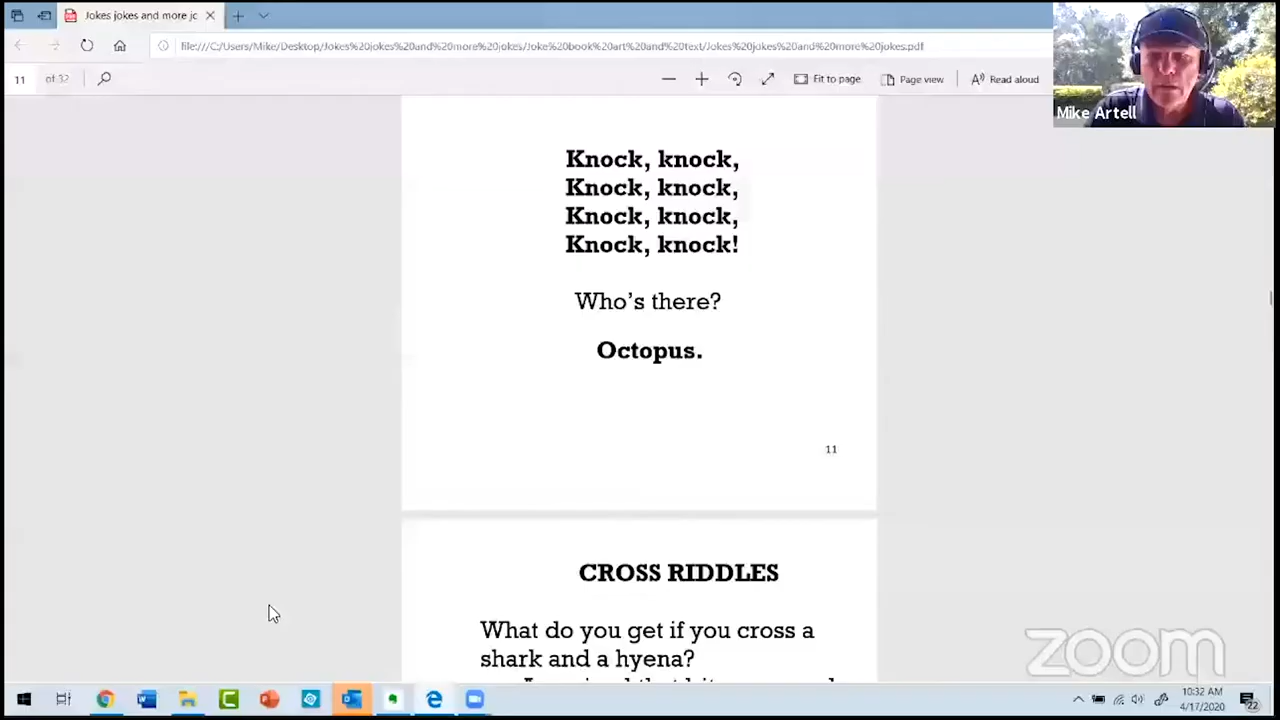 Jokes jokes and more jo
file:///C:/Users/Mike/Desktop/Jokes%20jokes%20and%20more%20jokes/Joke%20book%20art%20and%20text/Jokes%20jokes%20and%20more%20jokes.pdf
11 of 32
Fit to page
Page view
Read aloud
Mike Artell
Knock, knock,
Knock, knock,
Knock, knock,
Knock, knock!
Who's there?
Octopus.
11
CROSS RIDDLES
What do you get if you cross a
shark and a hyena?
zoom
10:32 AM
4/17/2020
22